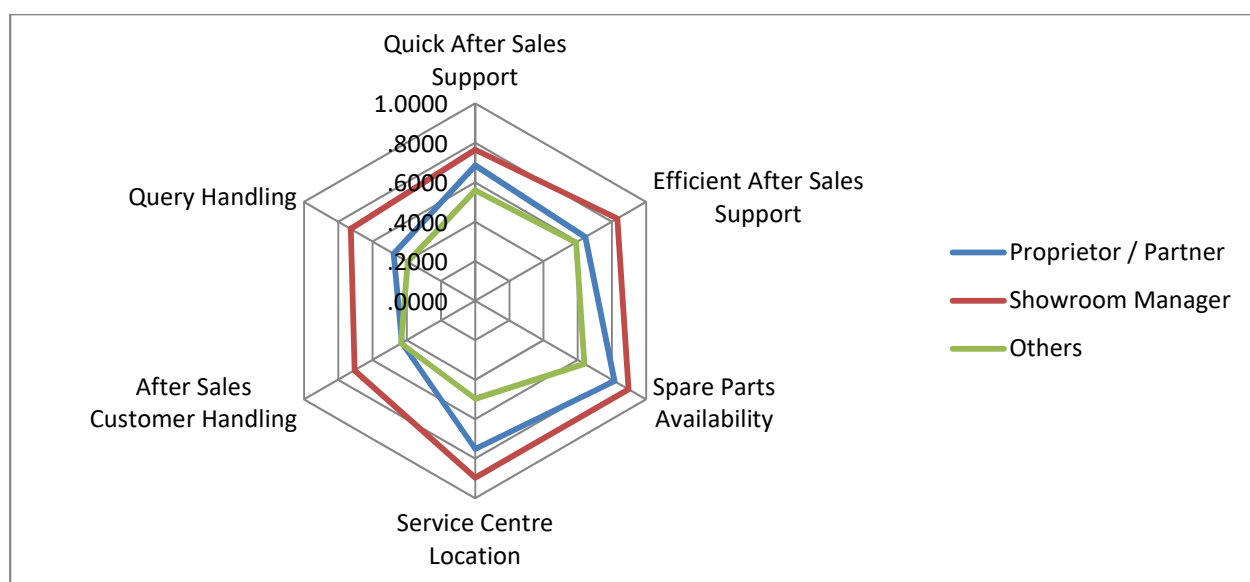 Quick After Sales
Support
1.0000
.8000
.6000
.4000
.2000
.0000
Efficient After Sales
Support
Spare Parts
Availability
Service Centre
Location
After Sales
Customer Handling
Query Handling
Proprietor / Partner
Showroom Manager
Others